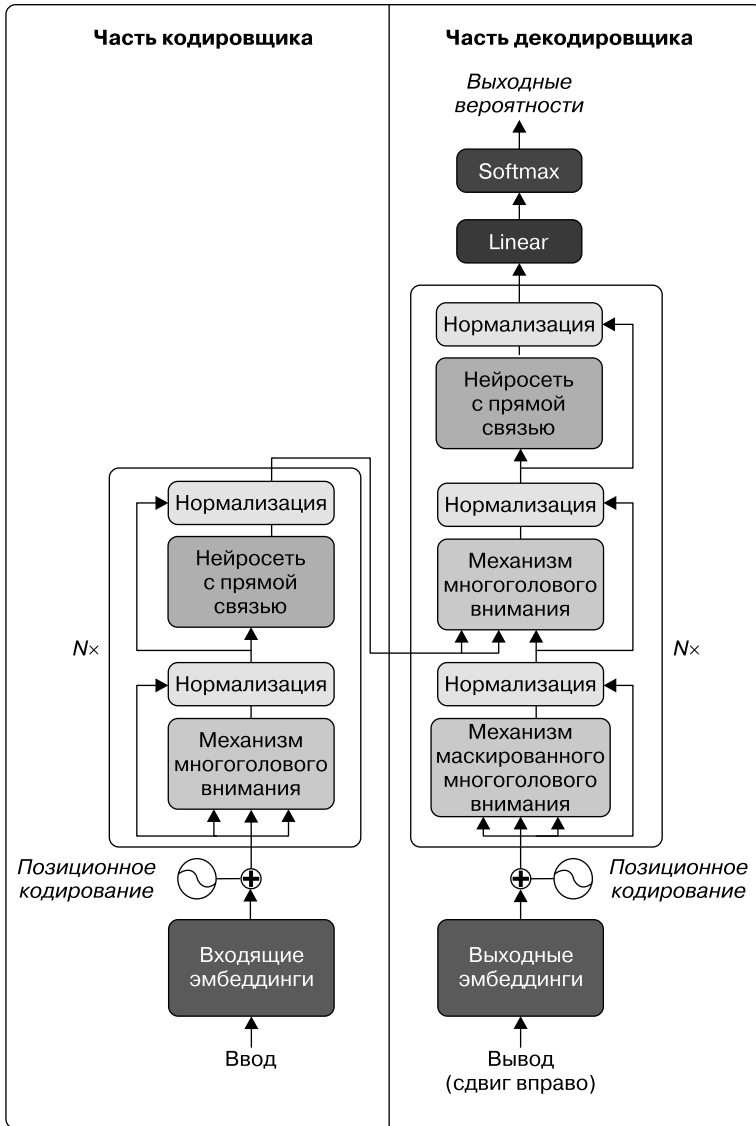 Часть кодировщика
Часть декодировщика
Выходные
вероятности
Softmax
Linear
Нормализация
Нейросеть
с прямой
связью
Нормализация
Механизм
многоголового
внимания
Нормализация
Механизм
маскированного
многоголового
внимания
N×
Позиционное
кодирование
Выходные
эмбеддинги
Вывод
(сдвиг вправо)
Нормализация
Нейросеть
с прямой
связью
N×
Нормализация
Механизм
многоголового
внимания
Позиционное
кодирование
Входящие
эмбеддинги
Ввод